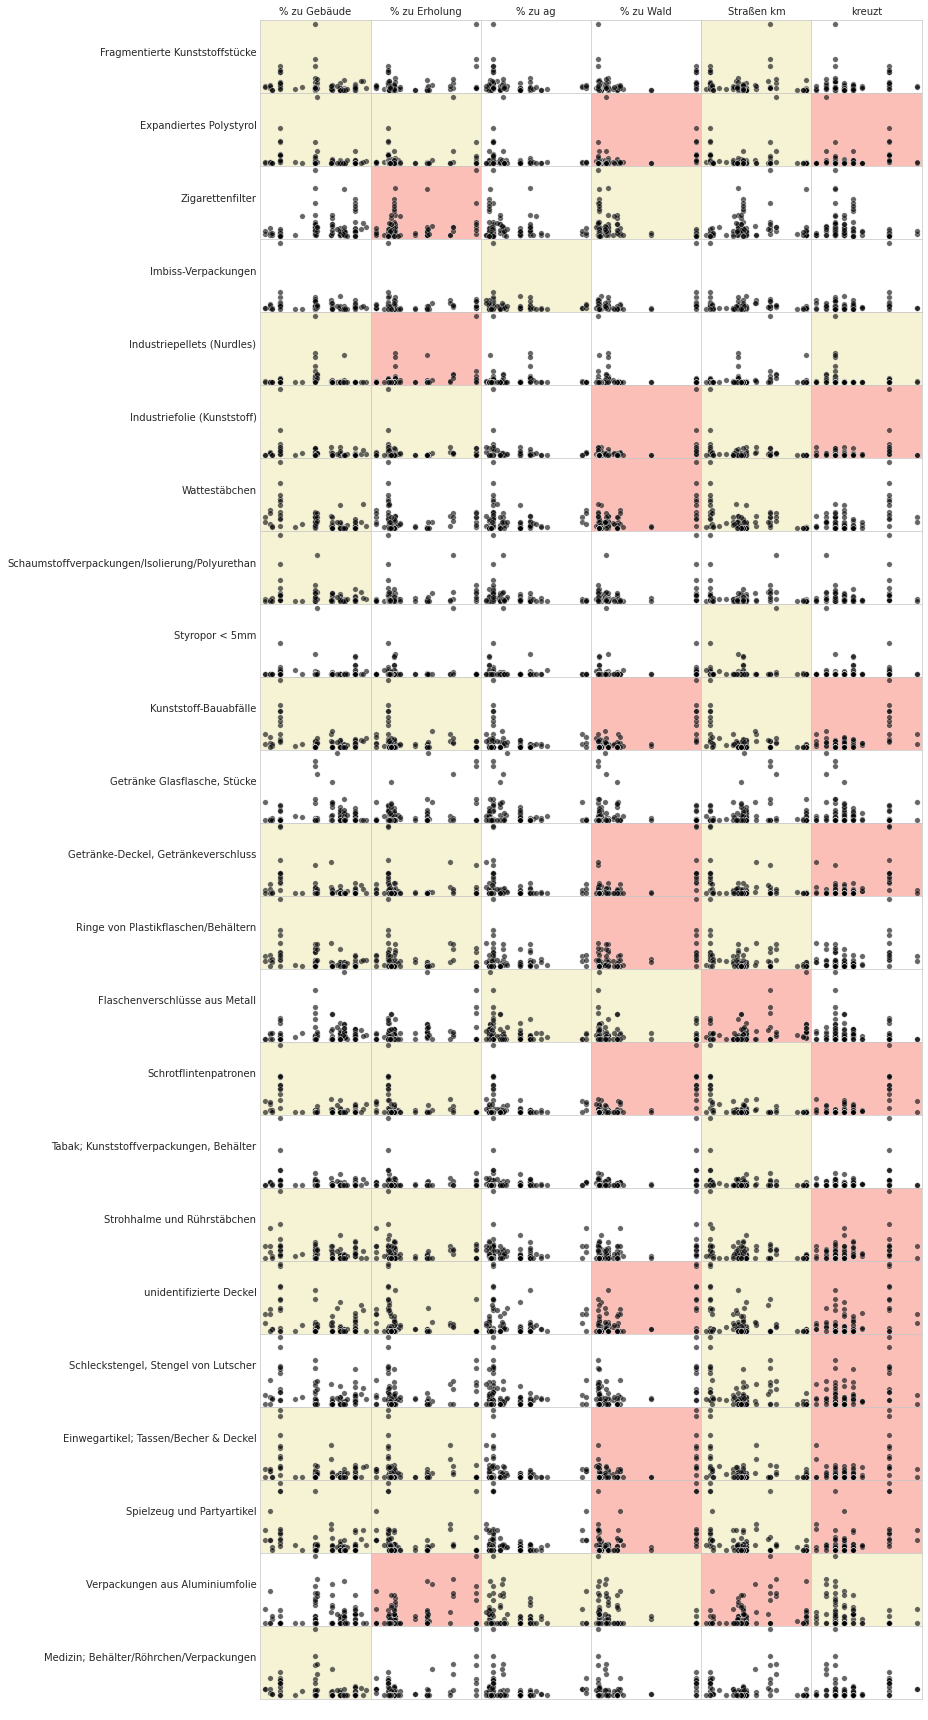 % zu Gebäude % zu Erholung % zu ag % zu Wald Straßen km kreuzt
Fragmentierte Kunststoffstücke
Expandiertes Polystyrol
Zigarettenfilter
Imbiss-Verpackungen
Industriepellets (Nurdles)
Industriefolie (Kunststoff)
Wattestäbchen
Schaumstoffverpackungen/Isolierung/Polyurethan
Styropor < 5mm
Kunststoff-Bauabfälle
Getränke Glasflasche, Stücke
Getränke-Deckel, Getränkeverschluss
Ringe von Plastikflaschen/Behältern
Flaschenverschlüsse aus Metall
Schrotflintenpatronen
Tabak; Kunststoffverpackungen, Behälter
Strohhalme und Rührstäbchen
unidentifizierte Deckel
Schleckstengel, Stengel von Lutscher
Einwegartikel; Tassen/Becher & Deckel
Spielzeug und Partyartikel
Verpackungen aus Aluminiumfolie
Medizin; Behälter/Röhrchen/Verpackungen